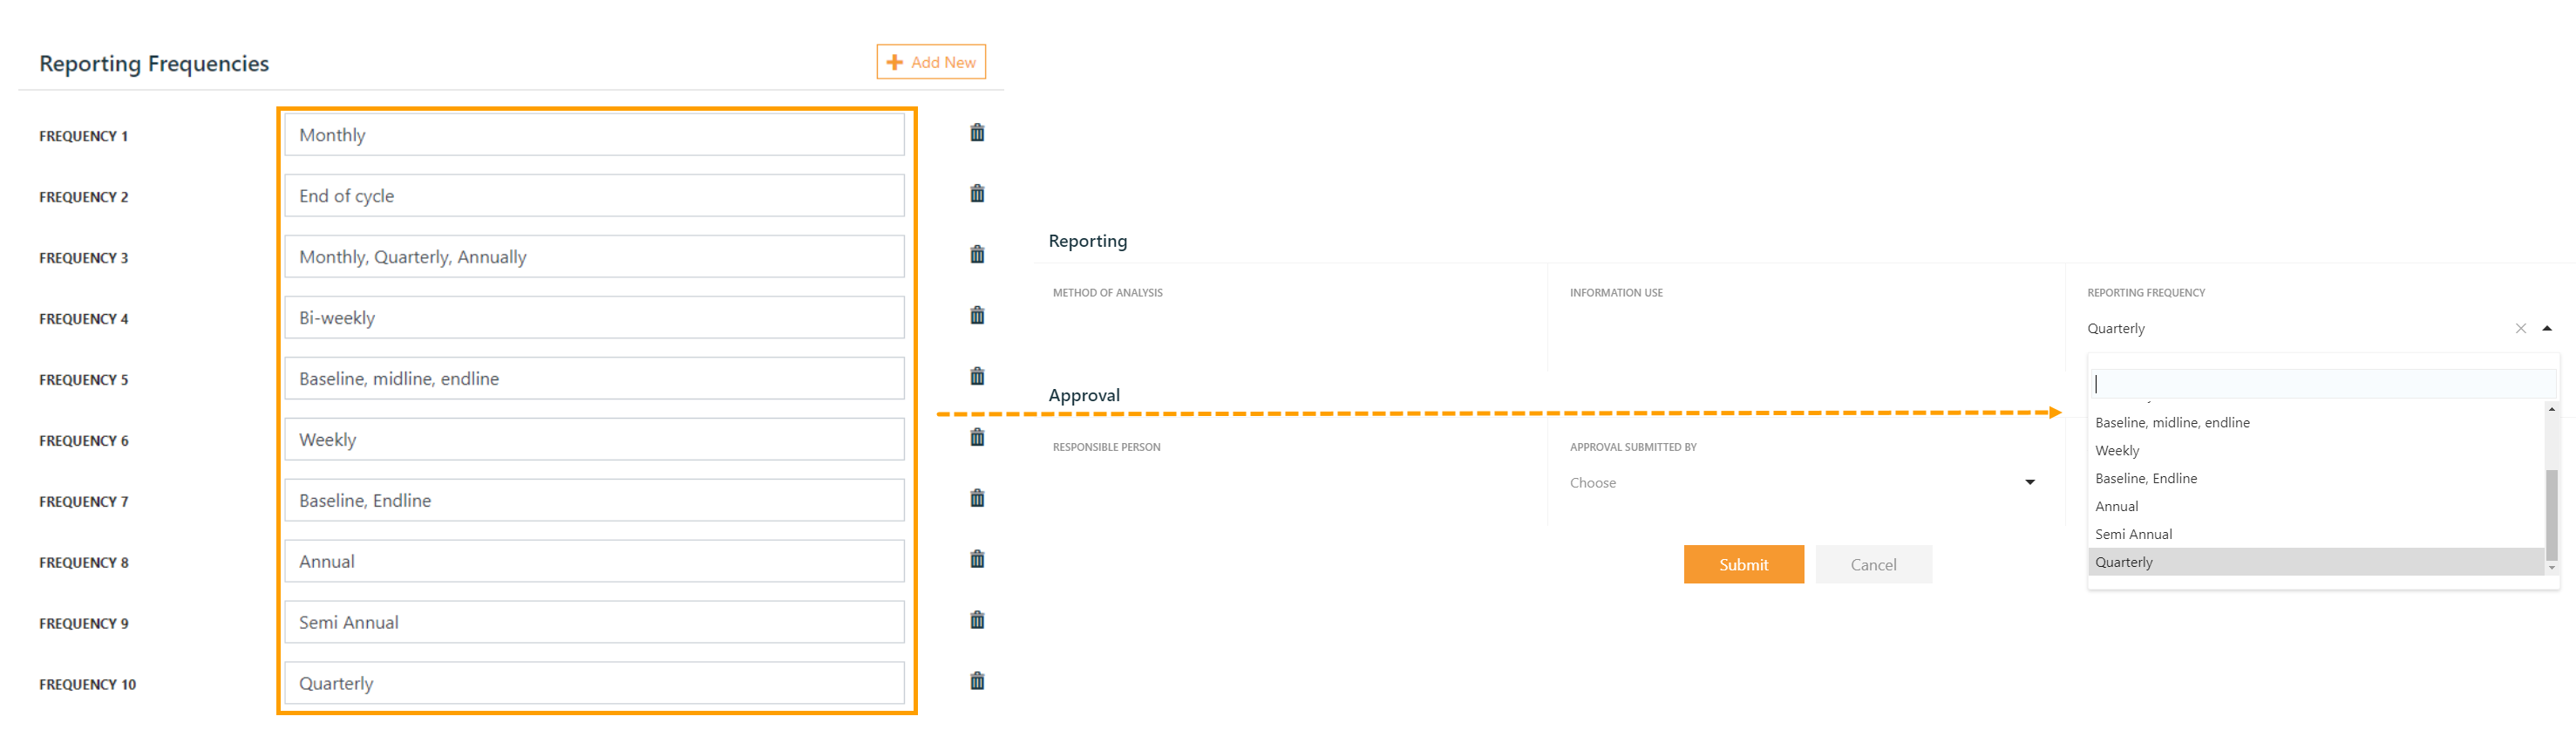 Reporting Frequencies
Add New
FREQUENCY 1 Monthly
FREQUENCY 2 End of cycle
FREQUENCY 3 Monthly, Quarterly, Annually
FREQUENCY 4 Bi-weekly
FREQUENCY 5 Baseline, midline, endline
FREQUENCY 6 Weekly
FREQUENCY 7 Baseline, Endline
FREQUENCY 8 Annual
FREQUENCY 9 Semi Annual
FREQUENCY 10 Quarterly
Reporting
METHOD OF ANALYSIS
INFORMATION USE
REPORTING FREQUENCY
Quarterly
Baseline, midline, endline
Weekly
Baseline, Endline
Annual
Semi Annual
Quarterly
Approval
RESPONSIBLE PERSON
APPROVAL SUBMITTED BY
Choose
Submit
Cancel